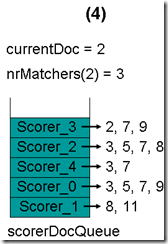 (4)
currentDoc = 2
nrMatchers(2) = 3
Scorer_3 2, 7, 9
Scorer_2 3, 5, 7, 8
Scorer_4 3, 7
Scorer_0 3, 5, 7, 9
Scorer_1 8, 11
scorerDocQueue